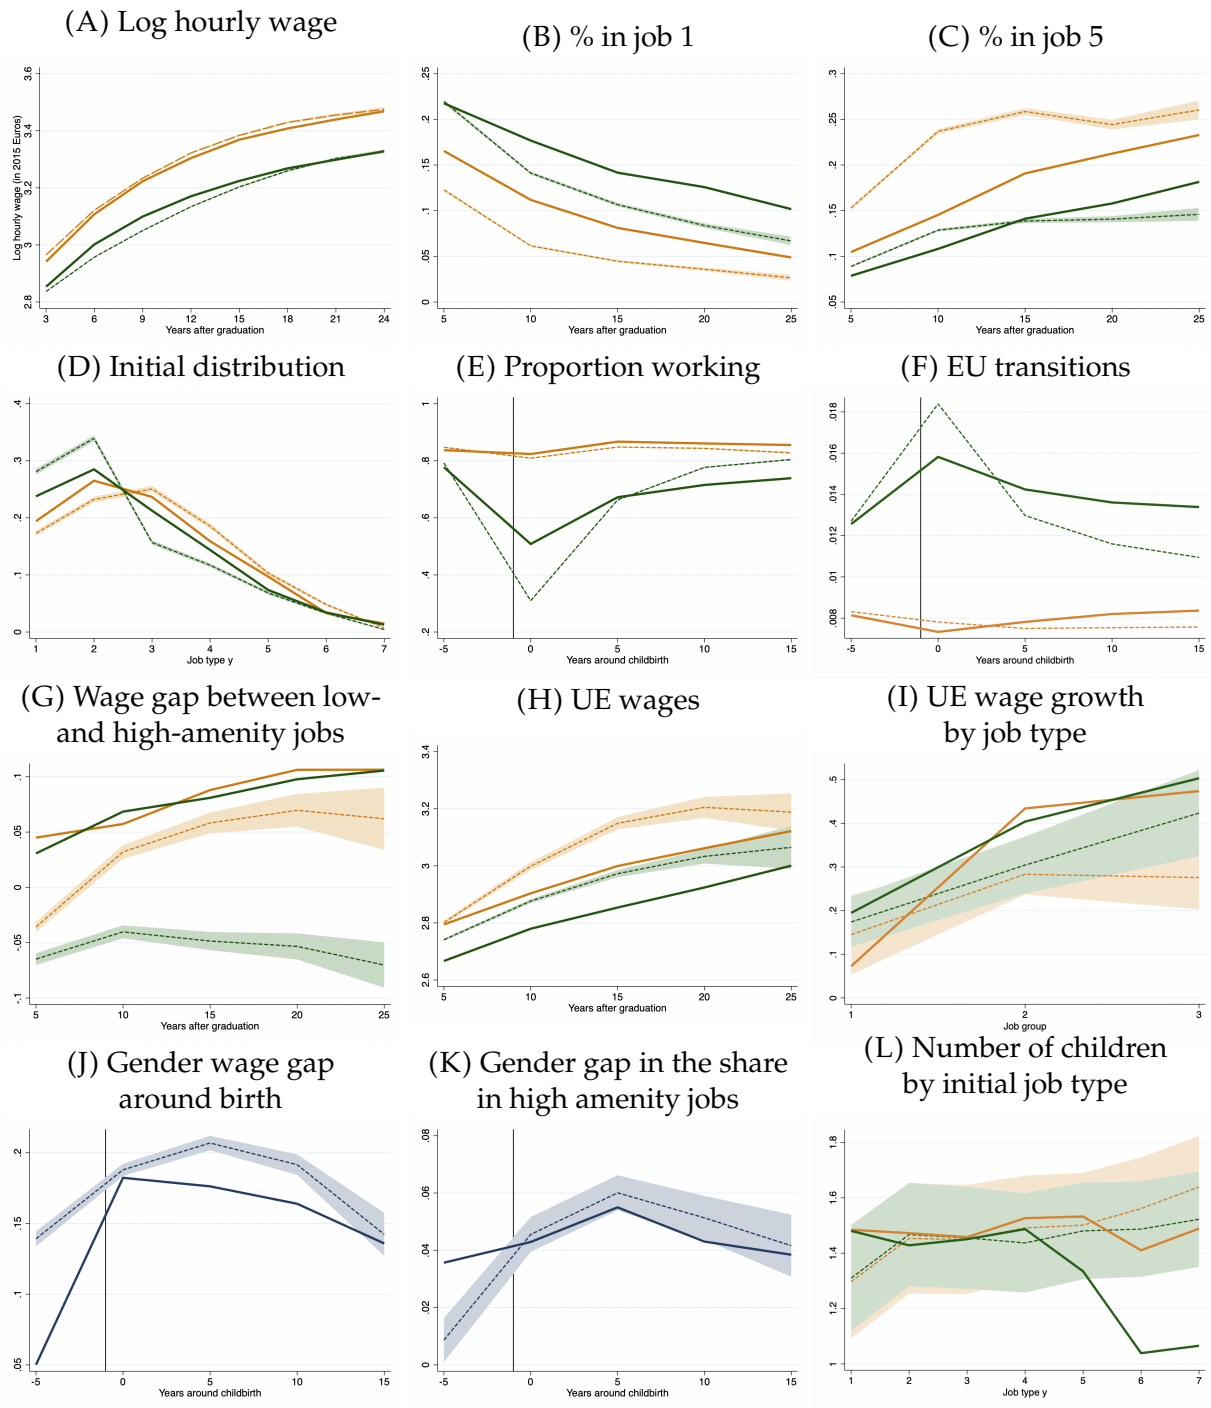 (A) Log hourly wage
Log hourly wage (in 2015 Euros)
3.6
3.4
3.2
3
2.8
3 6 9 12 15 18 21 24
Years after graduation
(B) % in job 1
.25
.2
.15
.1
.05
0
5 10 15 20 25
Years after graduation
(C) % in job 5
.3
.25
.2
.15
.1
.05
5 10 15 20 25
Years after graduation
(D) Initial distribution
.4
.3
.2
.1
0
1 2 3 4 5 6 7
Job type y
(E) Proportion working
1
.8
.6
.4
.2
-5 0 5 10 15
Years around childbirth
(F) EU transitions
.018
.016
.014
.012
.01
.008
-5 0 5 10 15
Years around childbirth
(G) Wage gap between low-
and high-amenity jobs
.1
.05
0
-.05
-.1
5 10 15 20 25
Years after graduation
(H) UE wages
3.4
3.2
3
2.8
2.6
5 10 15 20 25
Years after graduation
(I) UE wage growth
by job type
.5
.4
.3
.2
.1
0
1 2 3
Job group
(J) Gender wage gap
around birth
.2
.15
.1
.05
-5 0 5 10 15
Years around childbirth
(K) Gender gap in the share
in high amenity jobs
.08
.06
.04
.02
0
-5 0 5 10 15
Years around childbirth
(L) Number of children
by initial job type
1.8
1.6
1.4
1.2
1
1 2 3 4 5 6 7
Job type y